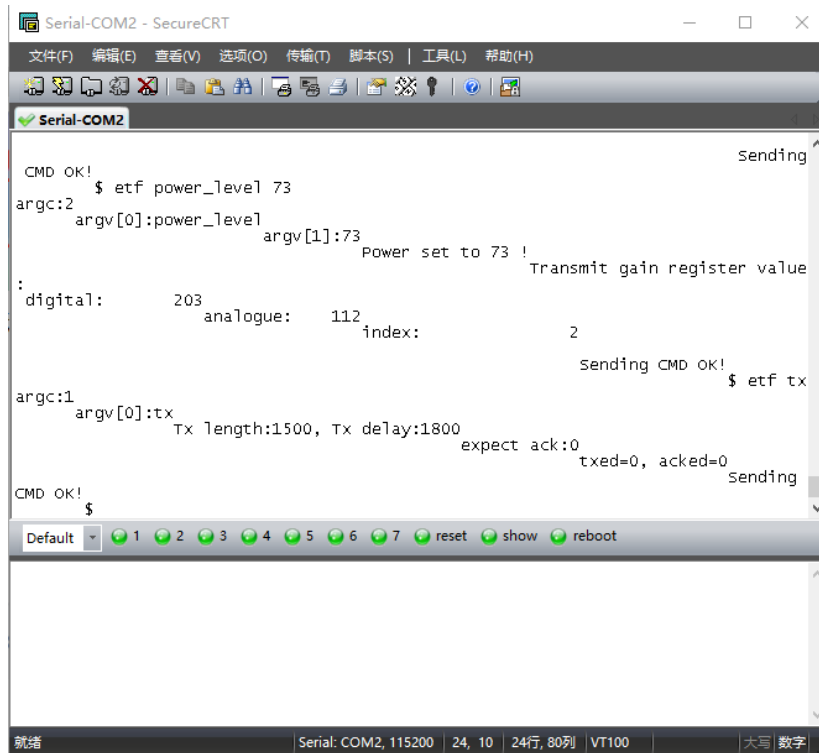 Serial-COM2 - SecureCRT
文件(F) 编辑(E) 查看(V) 选项(O) 传输(T) 脚本(S) 工具(L) 帮助(H)
Serial-COM2
Sending
CMD OK!
$ etf power_level 73
argc:2
argv[0]:power_level
argv[1]:73
Power set to 73 !
Transmit gain register value
:
digital: 203
analogue: 112
index: 2
Sending CMD OK!
$ etf tx
argc:1
argv[0]:tx
Tx length:1500, Tx delay:1800
expect ack:0
txed=0, acked=0
Sending
CMD OK!
$
Default 1 2 3 4 5 6 7 reset show reboot
就绪 Serial: COM2, 115200 24, 10 24行, 80列 VT100 大写 数字